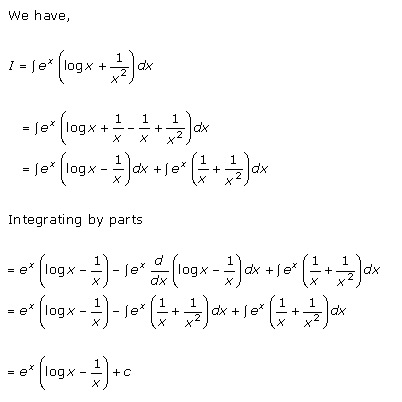 We have,
I = ∫e^x (log x + 1/x^2) dx
= ∫e^x (log x + 1/x − 1/x + 1/x^2) dx
= ∫e^x (log x − 1/x) dx + ∫e^x (1/x + 1/x^2) dx
Integrating by parts
= e^x (log x − 1/x) − ∫e^x d/dx (log x − 1/x) dx + ∫e^x (1/x + 1/x^2) dx
= e^x (log x − 1/x) − ∫e^x (1/x + 1/x^2) dx + ∫e^x (1/x + 1/x^2) dx
= e^x (log x − 1/x) + c